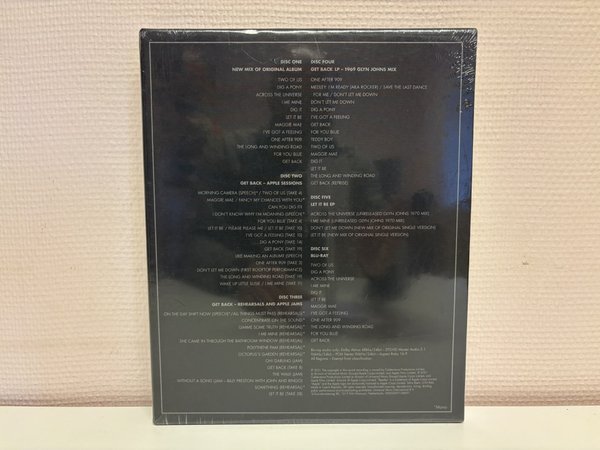 DISC ONE
NEW MIX OF ORIGINAL ALBUM
TWO OF US
DIG A PONY
ACROSS THE UNIVERSE
I ME MINE
DIG IT
LET IT BE
MAGGIE MAE
I'VE GOT A FEELING
ONE AFTER 909
THE LONG AND WINDING ROAD
FOR YOU BLUE
GET BACK
DISC TWO
GET BACK – APPLE SESSIONS
MORNING CAMERA (SPEECH)* / TWO OF US (TAKE 4)
MAGGIE MAE / FANCY MY CHANCES WITH YOU*
CAN YOU DIG IT?
I DON'T KNOW WHY I'M MOANING (SPEECH)*
FOR YOU BLUE (TAKE 4)
LET IT BE / PLEASE PLEASE ME / LET IT BE (TAKE 10)
I'VE GOT A FEELING (TAKE 10)
DIG A PONY (TAKE 14)
GET BACK (TAKE 19)
LIKE MAKING AN ALBUM? (SPEECH)
ONE AFTER 909 (TAKE 3)
DON'T LET ME DOWN (FIRST ROOFTOP PERFORMANCE)
THE LONG AND WINDING ROAD (TAKE 19)
WAKE UP LITTLE SUSIE / I ME MINE (TAKE 11)
DISC THREE
GET BACK – REHEARSALS AND APPLE JAMS
ON THE DAY SHIFT NOW (SPEECH)* / ALL THINGS MUST PASS (REHEARSALS)*
CONCENTRATE ON THE SOUND*
GIMME SOME TRUTH (REHEARSAL)*
I ME MINE (REHEARSAL)*
SHE CAME IN THROUGH THE BATHROOM WINDOW (REHEARSAL)
POLYTHENE PAM (REHEARSAL)*
OCTOPUS'S GARDEN (REHEARSAL)*
OH! DARLING (JAM)
GET BACK (TAKE 8)
THE WALK (JAM)
WITHOUT A SONG (JAM) – BILLY PRESTON WITH JOHN AND RINGO*
SOMETHING (REHEARSAL)*
LET IT BE (TAKE 28)
DISC FOUR
GET BACK LP – 1969 GLYN JOHNS MIX
ONE AFTER 909
MEDLEY: I'M READY (AKA ROCKER) / SAVE THE LAST DANCE
FOR ME / DON'T LET ME DOWN
DON'T LET ME DOWN
DIG A PONY
I'VE GOT A FEELING
GET BACK
FOR YOU BLUE
TEDDY BOY
TWO OF US
MAGGIE MAE
DIG IT
LET IT BE
THE LONG AND WINDING ROAD
GET BACK (REPRISE)
DISC FIVE
LET IT BE EP
ACROSS THE UNIVERSE (UNRELEASED GLYN JOHNS 1970 MIX)
I ME MINE (UNRELEASED GLYN JOHNS 1970 MIX)
DON'T LET ME DOWN (NEW MIX OF ORIGINAL SINGLE VERSION)
LET IT BE (NEW MIX OF ORIGINAL SINGLE VERSION)
DISC SIX
BLU-RAY
TWO OF US
DIG A PONY
ACROSS THE UNIVERSE
I ME MINE
DIG IT
LET IT BE
MAGGIE MAE
I'VE GOT A FEELING
ONE AFTER 909
THE LONG AND WINDING ROAD
FOR YOU BLUE
GET BACK
*Mono